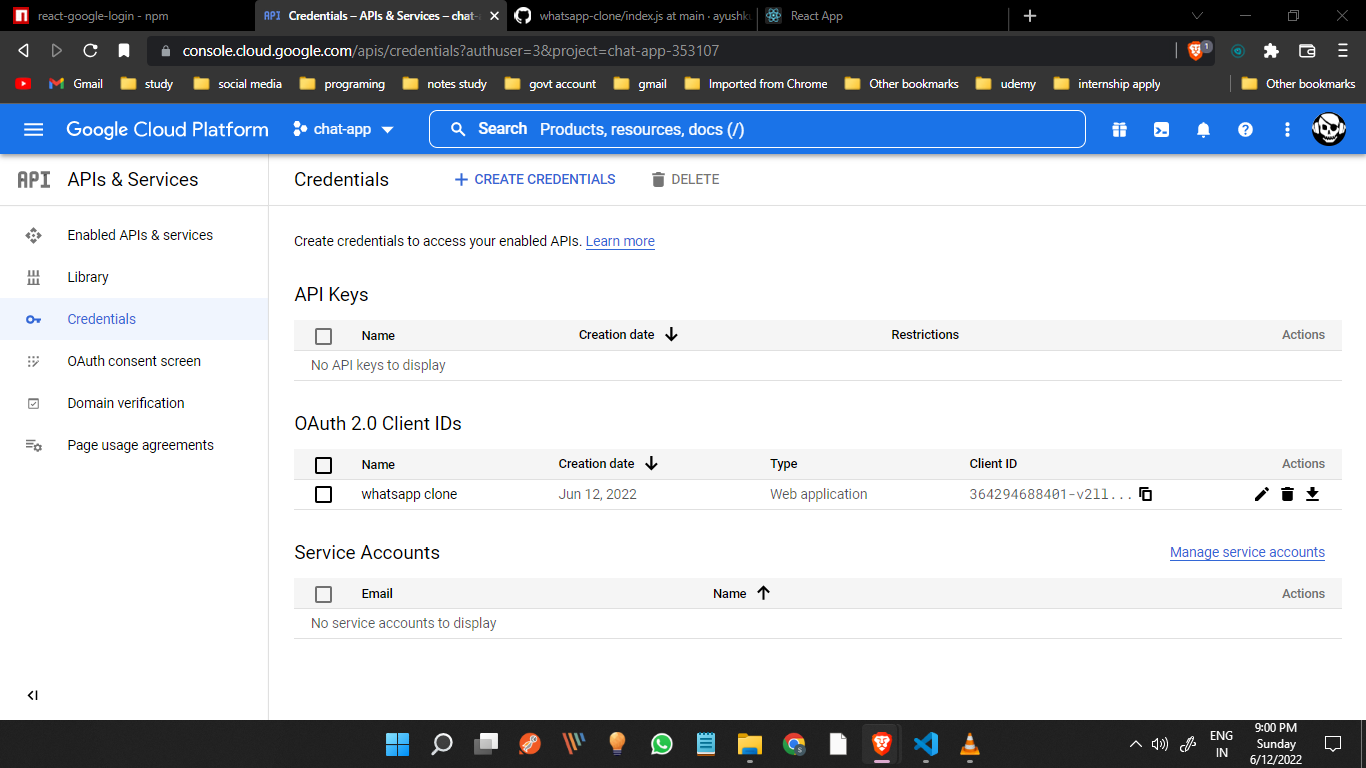 react-google-login - npm
API Credentials – APIs & Services – chat-
whatsapp-clone/index.js at main · ayushku
React App
console.cloud.google.com/apis/credentials?authuser=3&project=chat-app-353107
1
Gmail study social media programing notes study govt account gmail Imported from Chrome Other bookmarks udemy internship apply Other bookmarks
Google Cloud Platform chat-app Search Products, resources, docs (/)
API APIs & Services
Credentials CREATE CREDENTIALS DELETE
Enabled APIs & services
Library
Credentials
OAuth consent screen
Domain verification
Page usage agreements
Create credentials to access your enabled APIs. Learn more
API Keys
Name Creation date Restrictions Actions
No API keys to display
OAuth 2.0 Client IDs
Name Creation date Type Client ID Actions
whatsapp clone Jun 12, 2022 Web application 364294688401-v2ll...
Service Accounts Manage service accounts
Email Name Actions
No service accounts to display
ENG
IN
9:00 PM
Sunday
6/12/2022